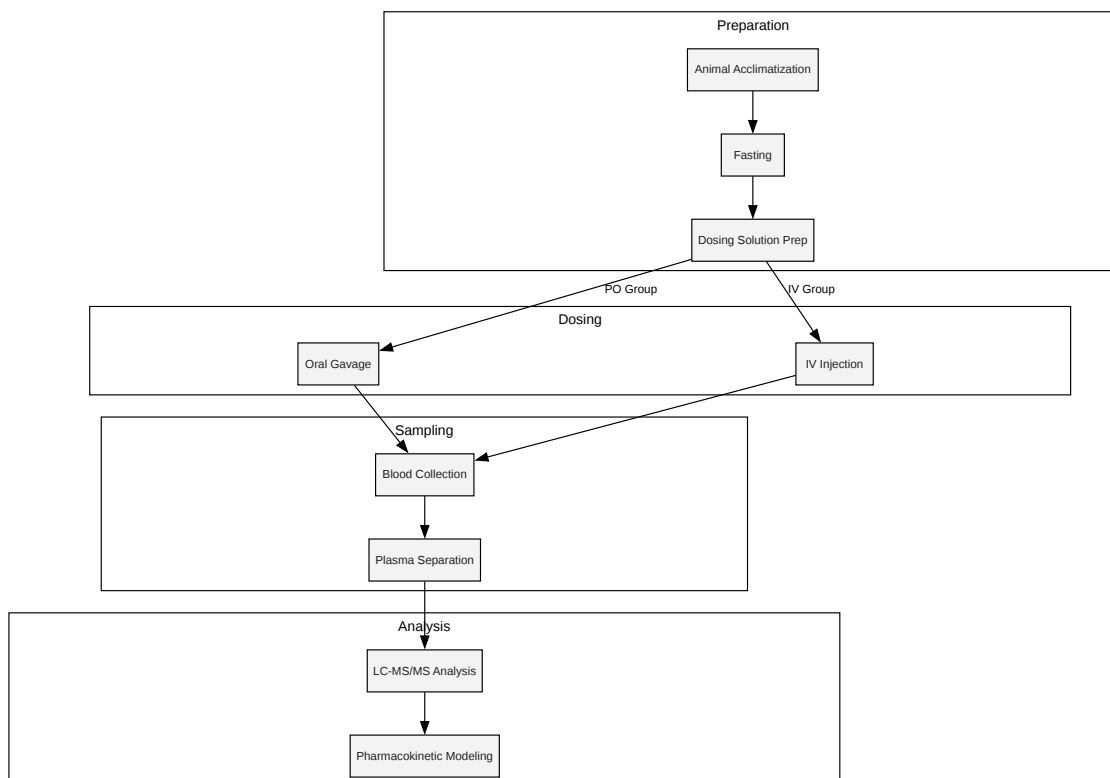 Preparation
Animal Acclimatization
Fasting
Dosing Solution Prep
PO Group
IV Group
Dosing
Oral Gavage
IV Injection
Sampling
Blood Collection
Plasma Separation
Analysis
LC-MS/MS Analysis
Pharmacokinetic Modeling